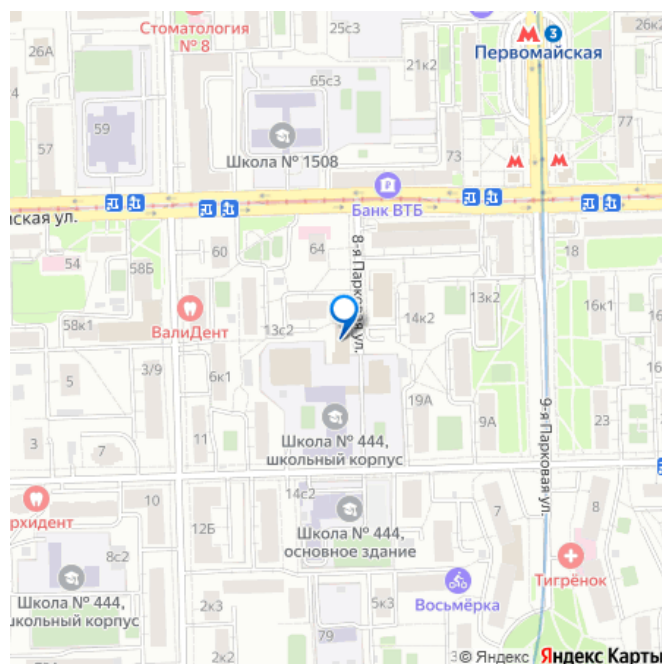 Стоматология
№ 8
25с3
3
Первомайская
26А
21к2
65с3
59
57
77
Школа № 1508
73
Банк ВТБ
ская ул.
60
64
8-я Парковая ул.
18
54
58Б
13к2
16к1
58к1
ВалиДент
13с2
14к2
5
3/9
6к1
19А
9А
23
9-я Парковая ул.
3
7
11
Школа № 444,
школьный корпус
10
14с2
7
8
рхидент
12Б
Школа № 444,
основное здание
8с2
Тигрёнок
Школа № 444,
школьный корпус
2к3
5к3
Восьмёрка
79
2к2
3
© Яндекс Яндекс Карты